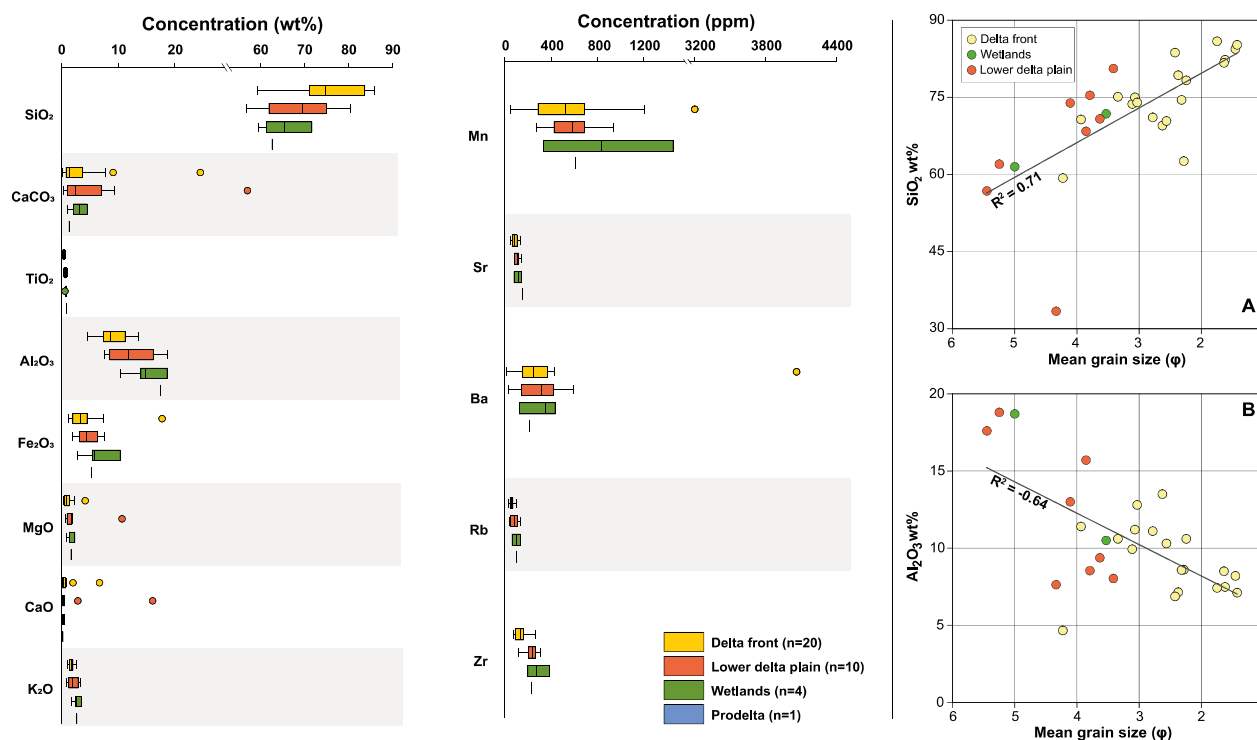 Concentration (wt%)
0 10 20 60 70 80 90
SiO₂
CaCO₃
TiO₂
Al₂O₃
Fe₂O₃
MgO
CaO
K₂O
Concentration (ppm)
0 400 800 1200 3200 3800 4400
Mn
Sr
Ba
Rb
Zr
Delta front (n=20)
Lower delta plain (n=10)
Wetlands (n=4)
Prodelta (n=1)
90
75
60
45
30
SiO₂ wt%
Delta front
Wetlands
Lower delta plain
R² = 0.71
A
6 5 4 3 2
Mean grain size (φ)
20
15
10
5
0
Al₂O₃ wt%
B
R² = -0.64
6 5 4 3 2
Mean grain size (φ)